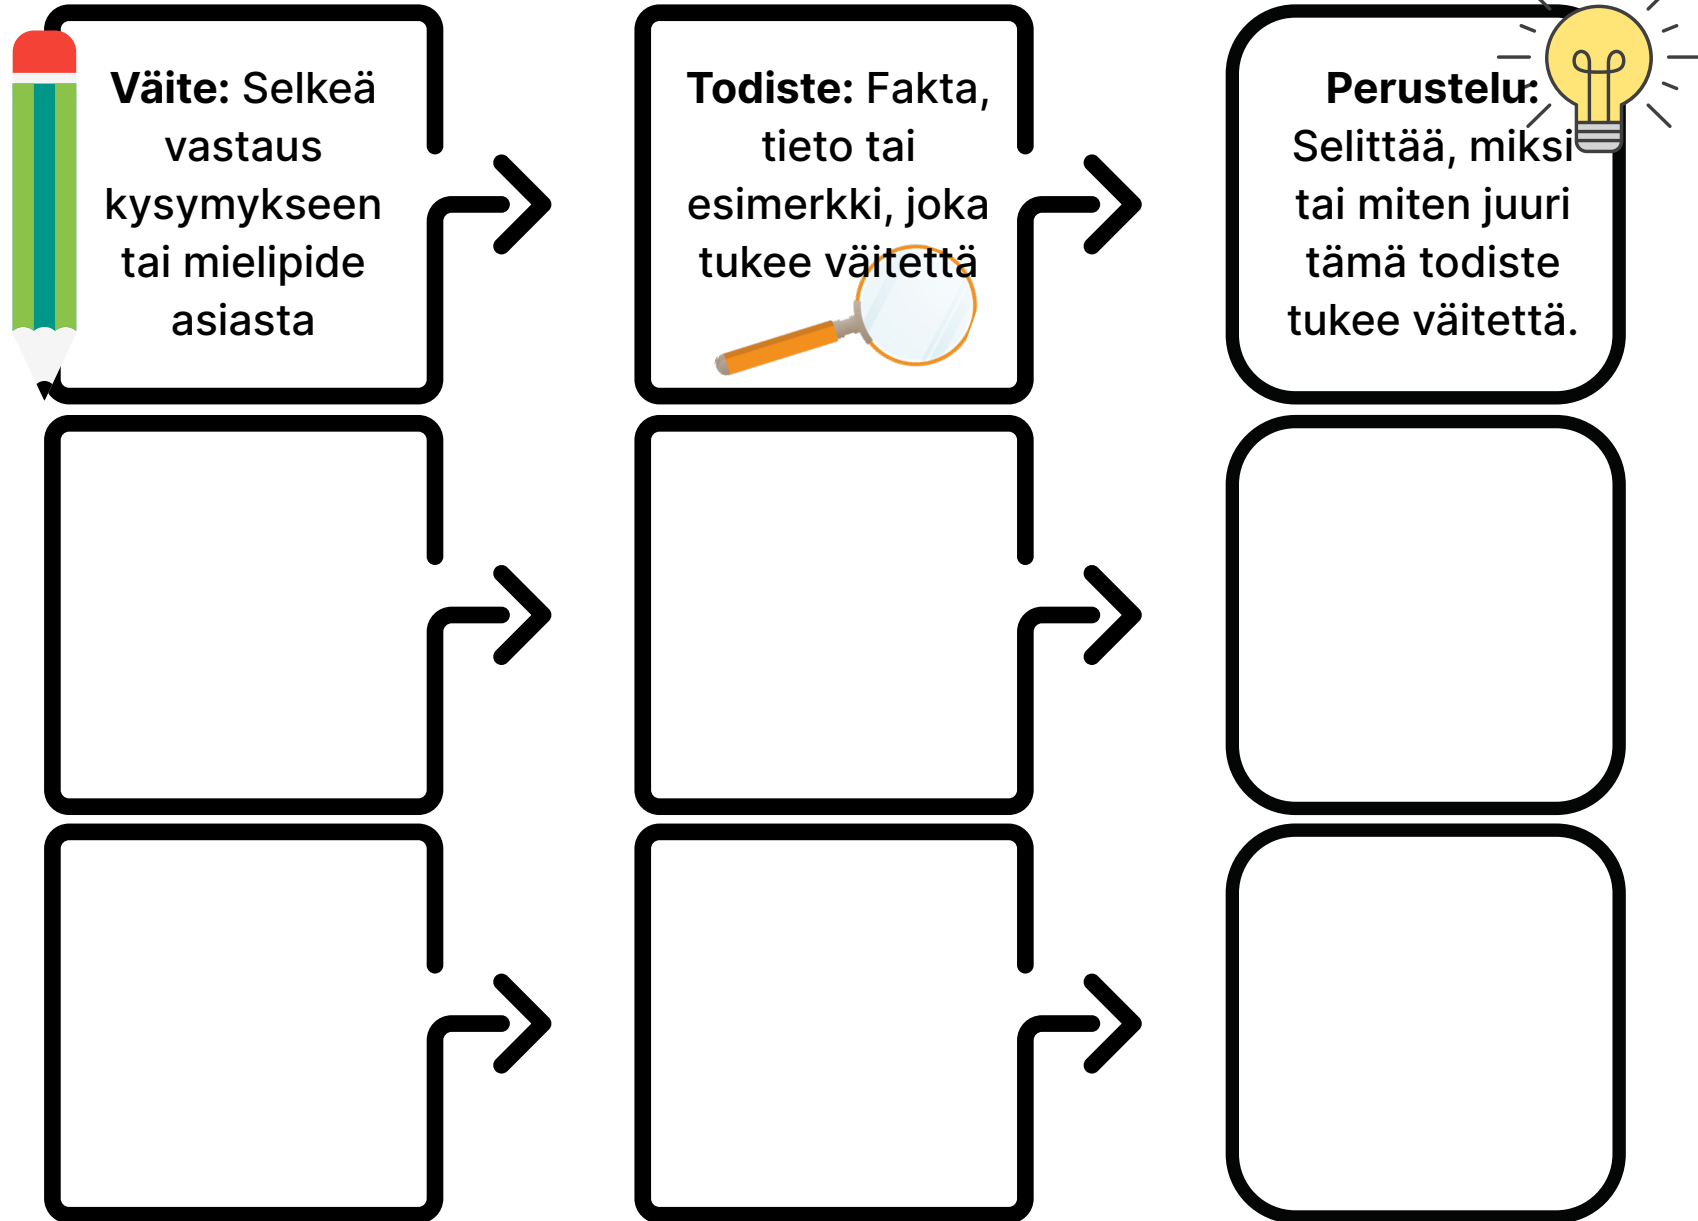 Väite: Selkeä
vastaus
kysymykseen
tai mielipide
asiasta
Todiste: Fakta,
tieto tai
esimerkki, joka
tukee väitettä
Perustelu:
Selittää, miksi
tai miten juuri
tämä todiste
tukee väitettä.